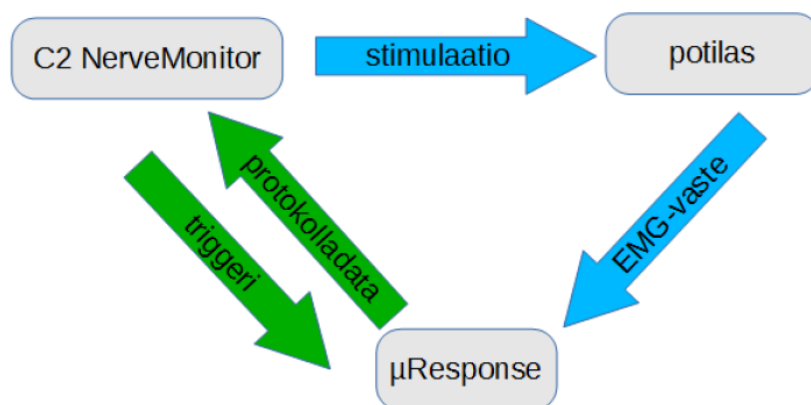 C2 NerveMonitor
stimulaatio
potilas
triggeri
protokolladata
EMG-vaste
µResponse